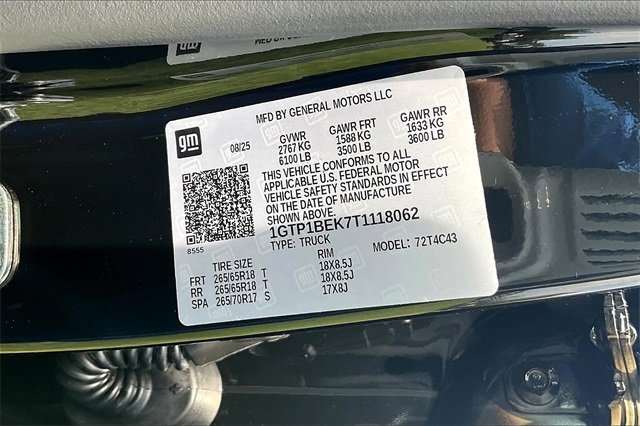 gm
MFD BY GENERAL MOTORS LLC
gm
08/25
GVWR GAWR FRT GAWR RR
2767 KG 1588 KG 1633 KG
6100 LB 3500 LB 3600 LB
THIS VEHICLE CONFORMS TO ALL
APPLICABLE U.S. FEDERAL MOTOR
VEHICLE SAFETY STANDARDS IN EFFECT
ON THE DATE OF MANUFACTURE
SHOWN ABOVE.
1GTP1BEK7T1118062
TYPE: TRUCK MODEL: 72T4C43
8555
TIRE SIZE RIM
FRT 265/65R18 T 18X8.5J
RR 265/65R18 T 18X8.5J
SPA 265/70R17 S 17X8J